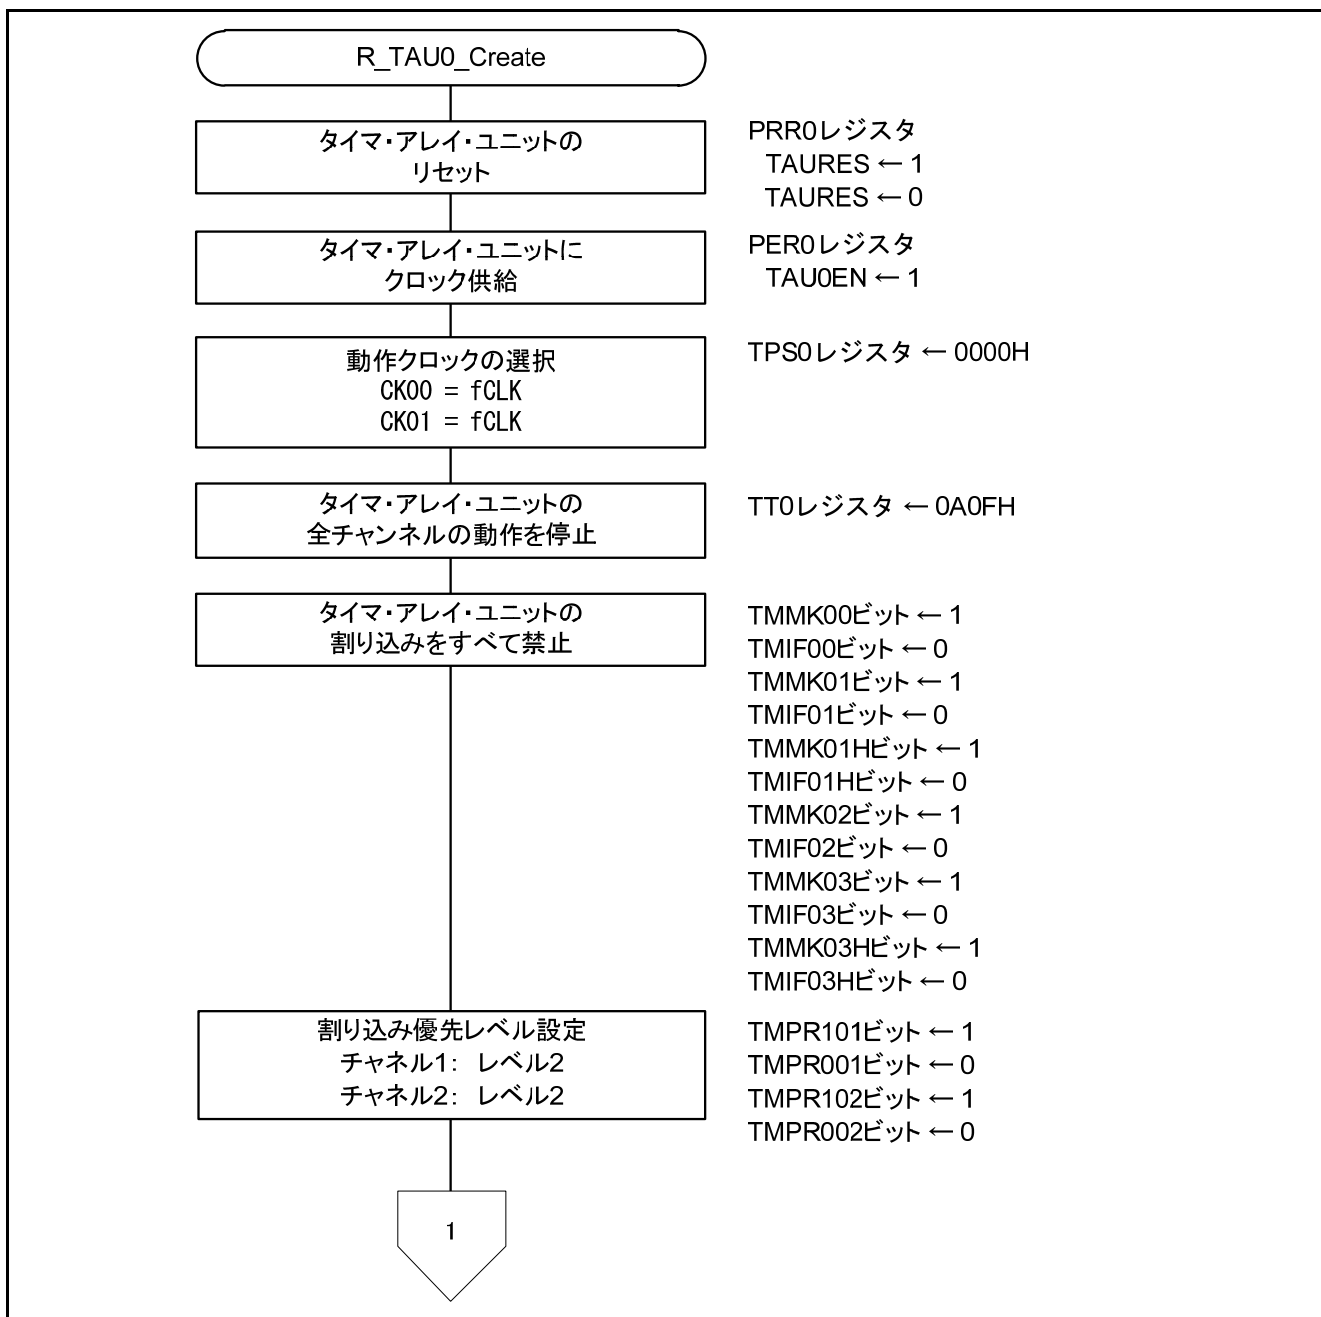 R_TAU0_Create
タイマ・アレイ・ユニットの
リセット
PRR0レジスタ
TAURES ← 1
TAURES ← 0
タイマ・アレイ・ユニットに
クロック供給
PER0レジスタ
TAU0EN ← 1
動作クロックの選択
CK00 = fCLK
CK01 = fCLK
TPS0レジスタ ← 0000H
タイマ・アレイ・ユニットの
全チャンネルの動作を停止
TT0レジスタ ← 0A0FH
タイマ・アレイ・ユニットの
割り込みをすべて禁止
TMMK00ビット ← 1
TMIF00ビット ← 0
TMMK01ビット ← 1
TMIF01ビット ← 0
TMMK01Hビット ← 1
TMIF01Hビット ← 0
TMMK02ビット ← 1
TMIF02ビット ← 0
TMMK03ビット ← 1
TMIF03ビット ← 0
TMMK03Hビット ← 1
TMIF03Hビット ← 0
割り込み優先レベル設定
チャネル1: レベル2
チャネル2: レベル2
TMPR101ビット ← 1
TMPR001ビット ← 0
TMPR102ビット ← 1
TMPR002ビット ← 0
1